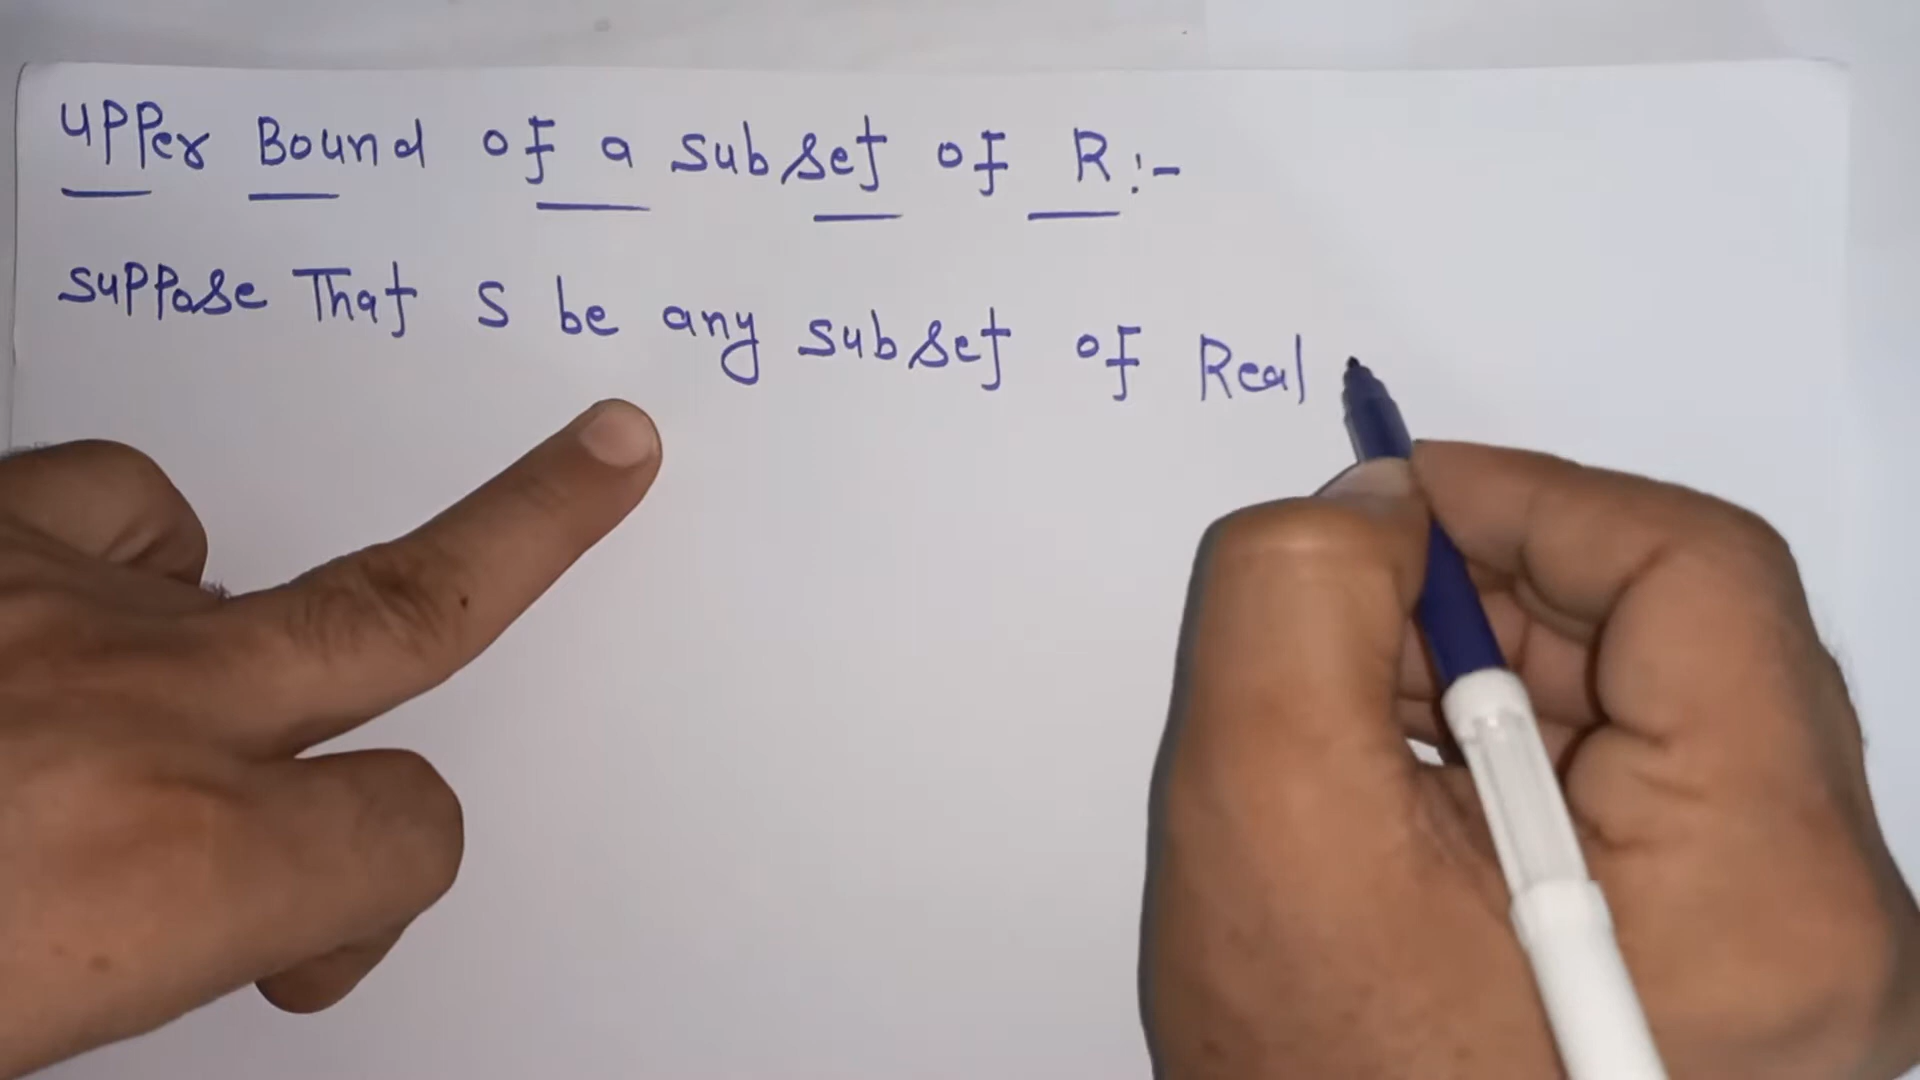 Upper Bound of a subset of R:-
suppose That S be any subset of Real